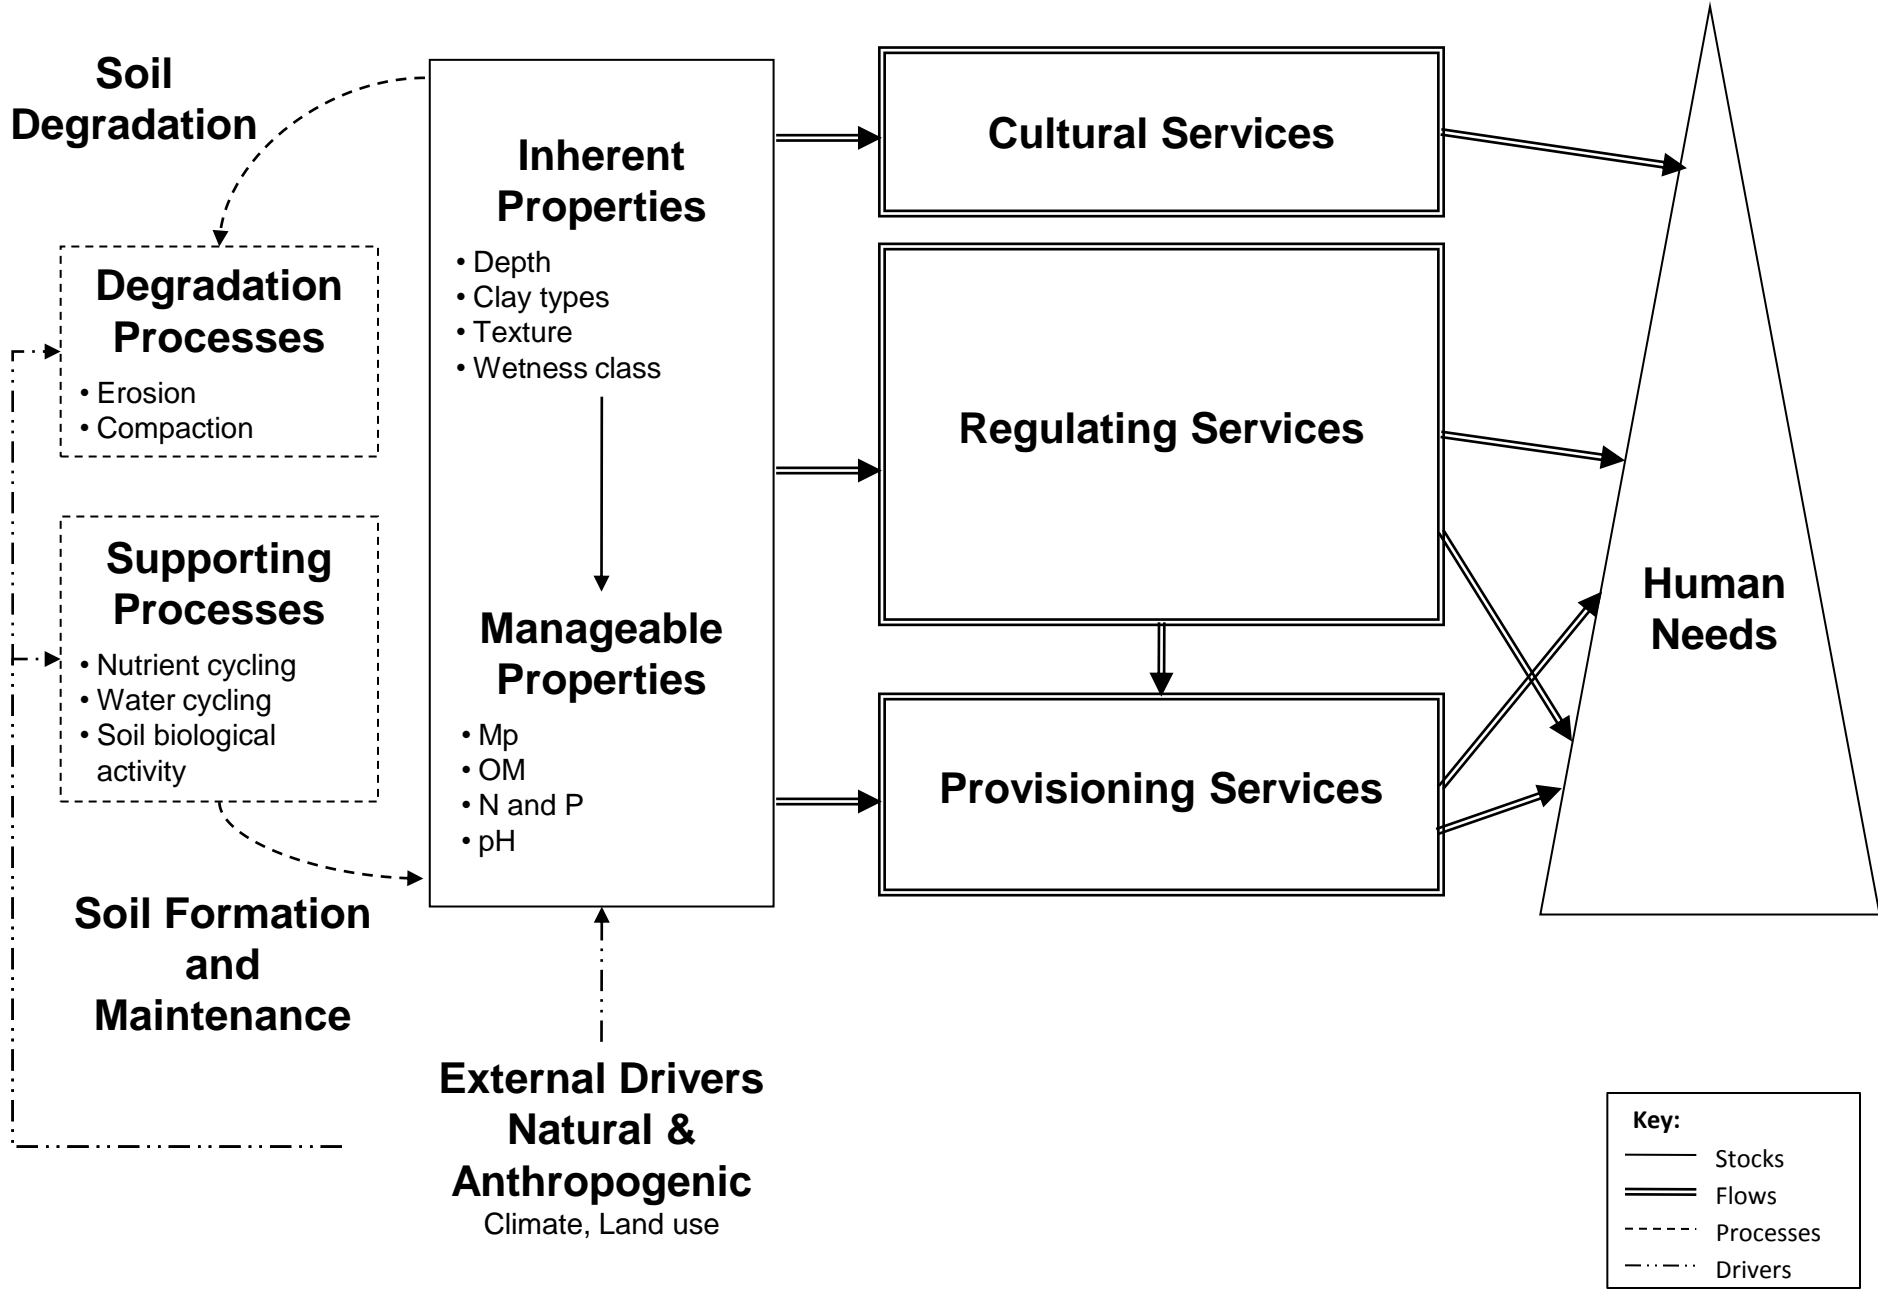 Soil
Degradation
Degradation
Processes
• Erosion
• Compaction
Supporting
Processes
• Nutrient cycling
• Water cycling
• Soil biological
activity
Soil Formation
and
Maintenance
Inherent
Properties
• Depth
• Clay types
• Texture
• Wetness class
Manageable
Properties
• Mp
• OM
• N and P
• pH
External Drivers
Natural &
Anthropogenic
Climate, Land use
Cultural Services
Regulating Services
Provisioning Services
Human
Needs
Key:
Stocks
Flows
Processes
Drivers